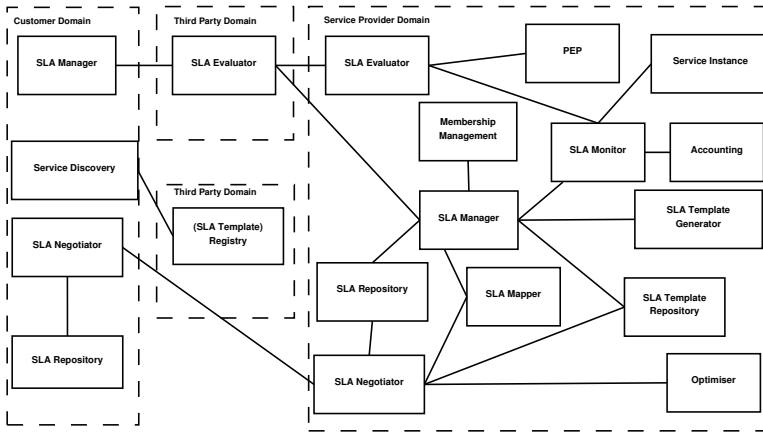 Customer Domain
Third Party Domain
Service Provider Domain
SLA Manager
SLA Evaluator
SLA Evaluator
PEP
Service Instance
Membership
Management
SLA Monitor
Accounting
Service Discovery
Third Party Domain
(SLA Template)
Registry
SLA Manager
SLA Template
Generator
SLA Negotiator
SLA Repository
SLA Mapper
SLA Template
Repository
SLA Repository
SLA Negotiator
Optimiser